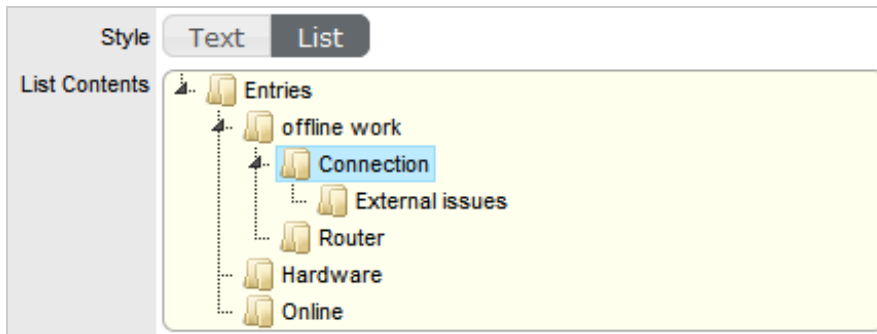 Style Text List
List Contents Entries
offline work
Connection
External issues
Router
Hardware
Online